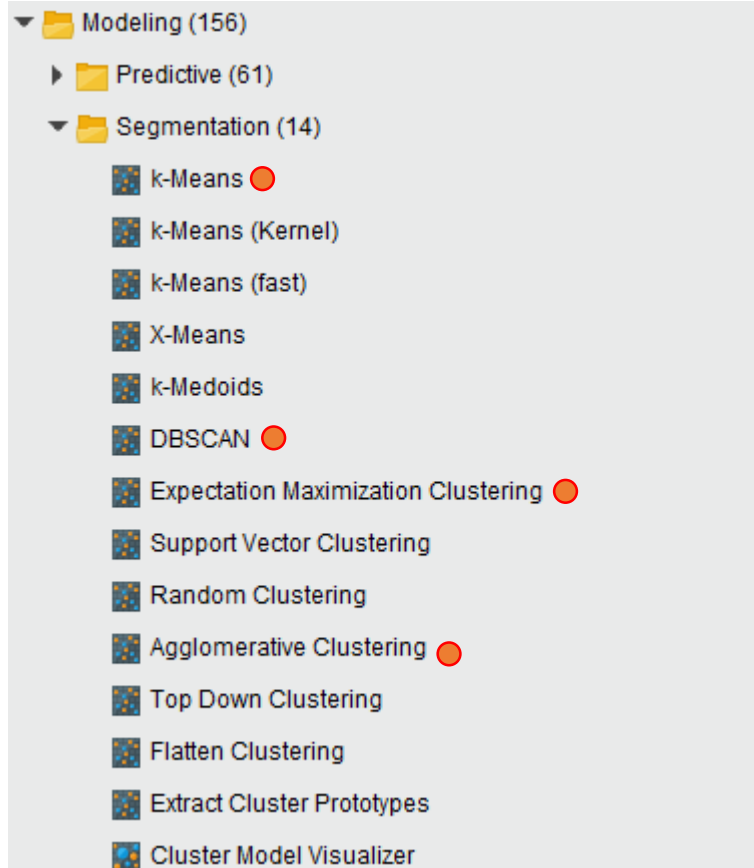 Modeling (156)
Predictive (61)
Segmentation (14)
k-Means
k-Means (Kernel)
k-Means (fast)
X-Means
k-Medoids
DBSCAN
Expectation Maximization Clustering
Support Vector Clustering
Random Clustering
Agglomerative Clustering
Top Down Clustering
Flatten Clustering
Extract Cluster Prototypes
Cluster Model Visualizer